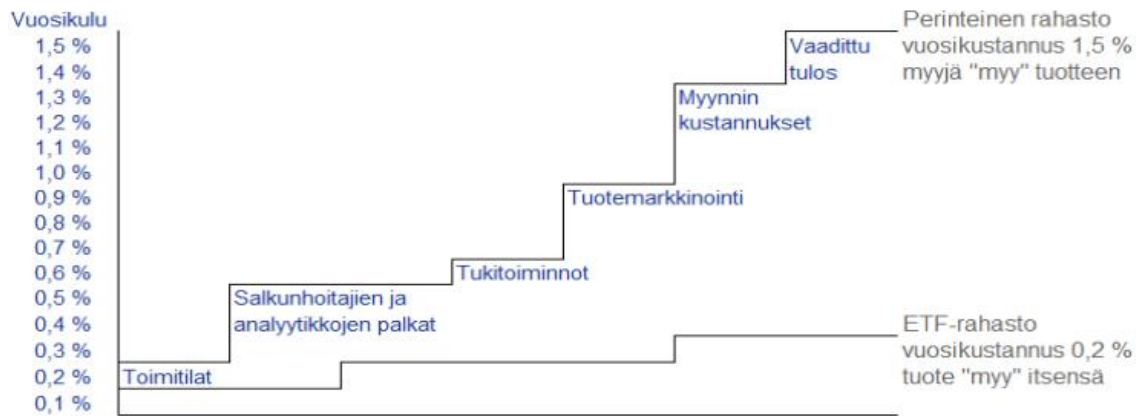 Vuosikulu
1,5 %
1,4 %
1,3 %
1,2 %
1,1 %
1,0 %
0,9 %
0,8 %
0,7 %
0,6 %
0,5 %
0,4 %
0,3 %
0,2 %
0,1 %
Toimitilat
Salkunhoitajien ja
analyytikkojen palkat
Tukitoiminnot
Tuotemarkkinointi
Myynnin
kustannukset
Vaadittu
tulos
Perinteinen rahasto
vuosikustannus 1,5 %
myyjä "myy" tuotteen
ETF-rahasto
vuosikustannus 0,2 %
tuote "myy" itsensä